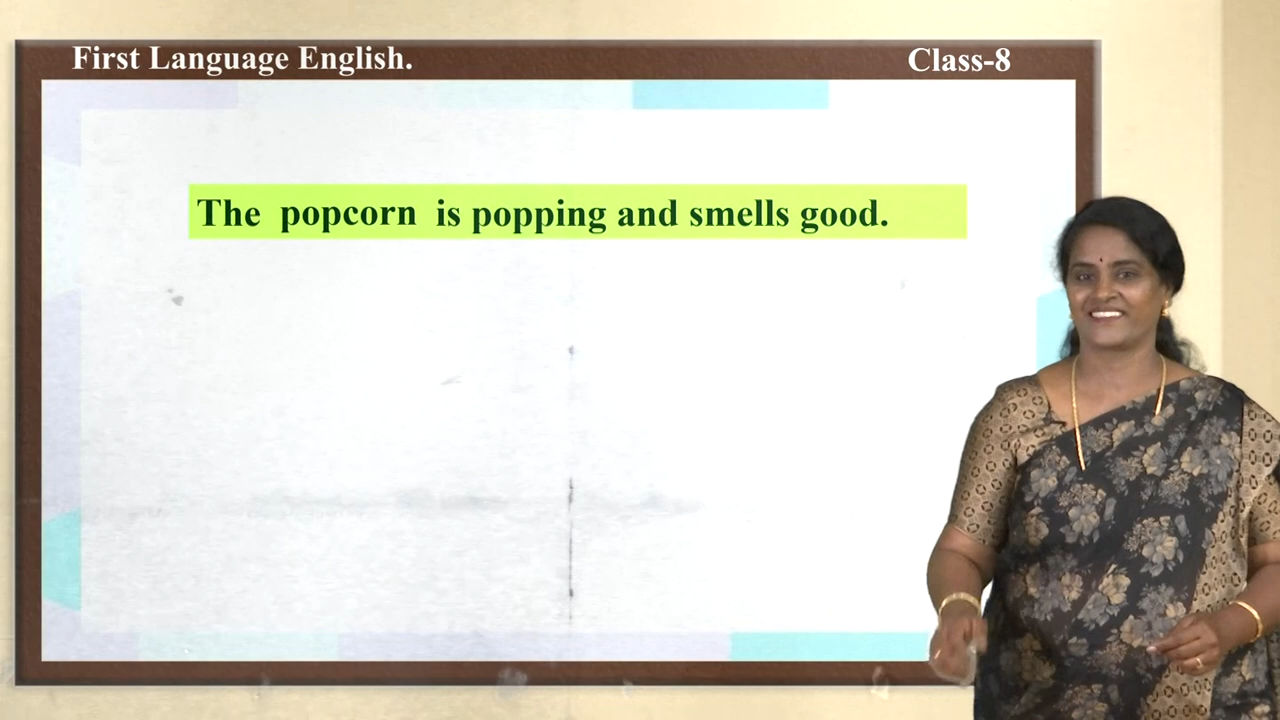 First Language English.
Class-8
The popcorn is popping and smells good.